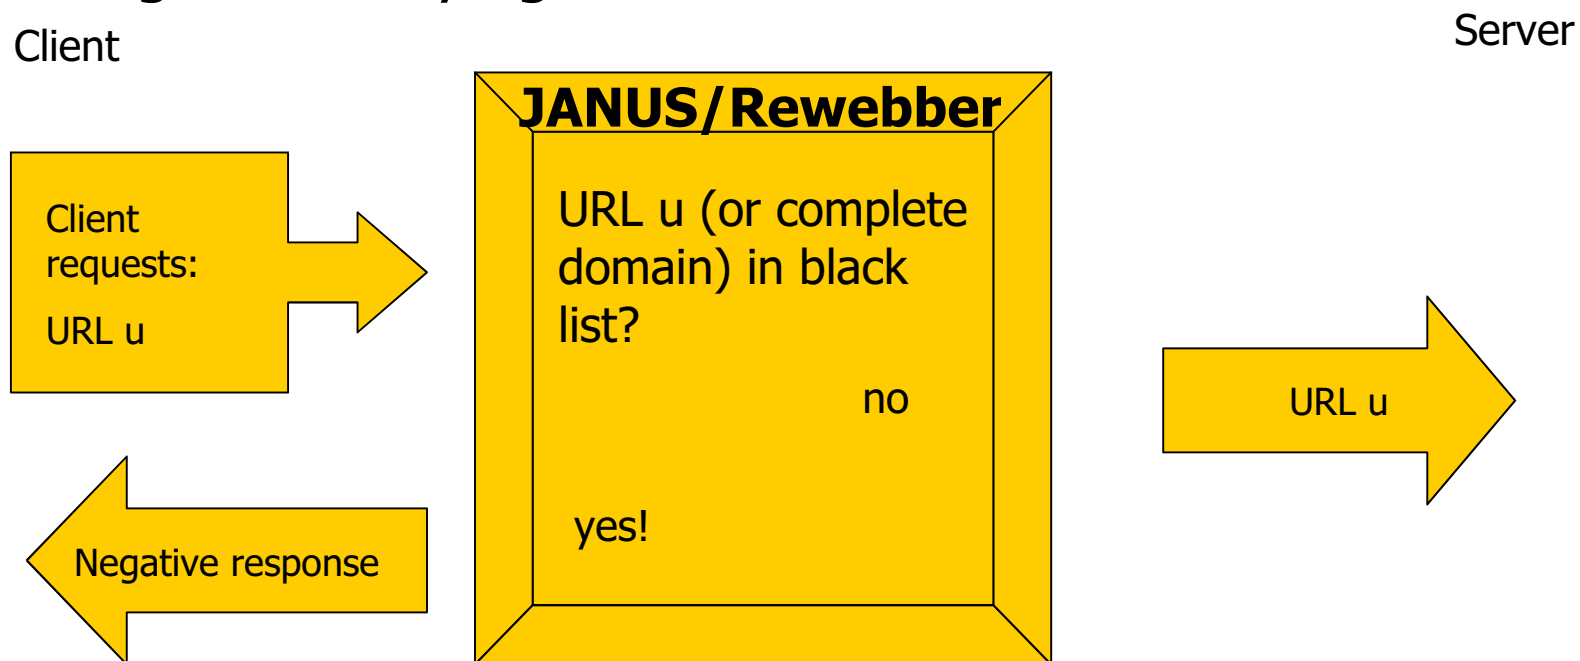 Client
Server
JANUS/Rewebber
Client
requests:
URL u
URL u (or complete
domain) in black
list?
no
URL u
yes!
Negative response